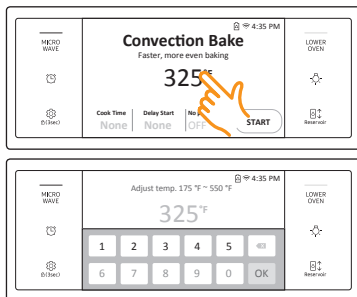 4:35 PM
MICRO
WAVE
Convection Bake
LOWER
OVEN
Faster, more even baking
325°F
Cook Time
Delay Start
None
None
OFF
START
(3sec)
Reservoir
4:35 PM
MICRO
WAVE
Adjust temp. 175 °F ~ 550 °F
LOWER
OVEN
325°F
1 2 3 4 5
6 7 8 9 0 OK
(3sec)
Reservoir